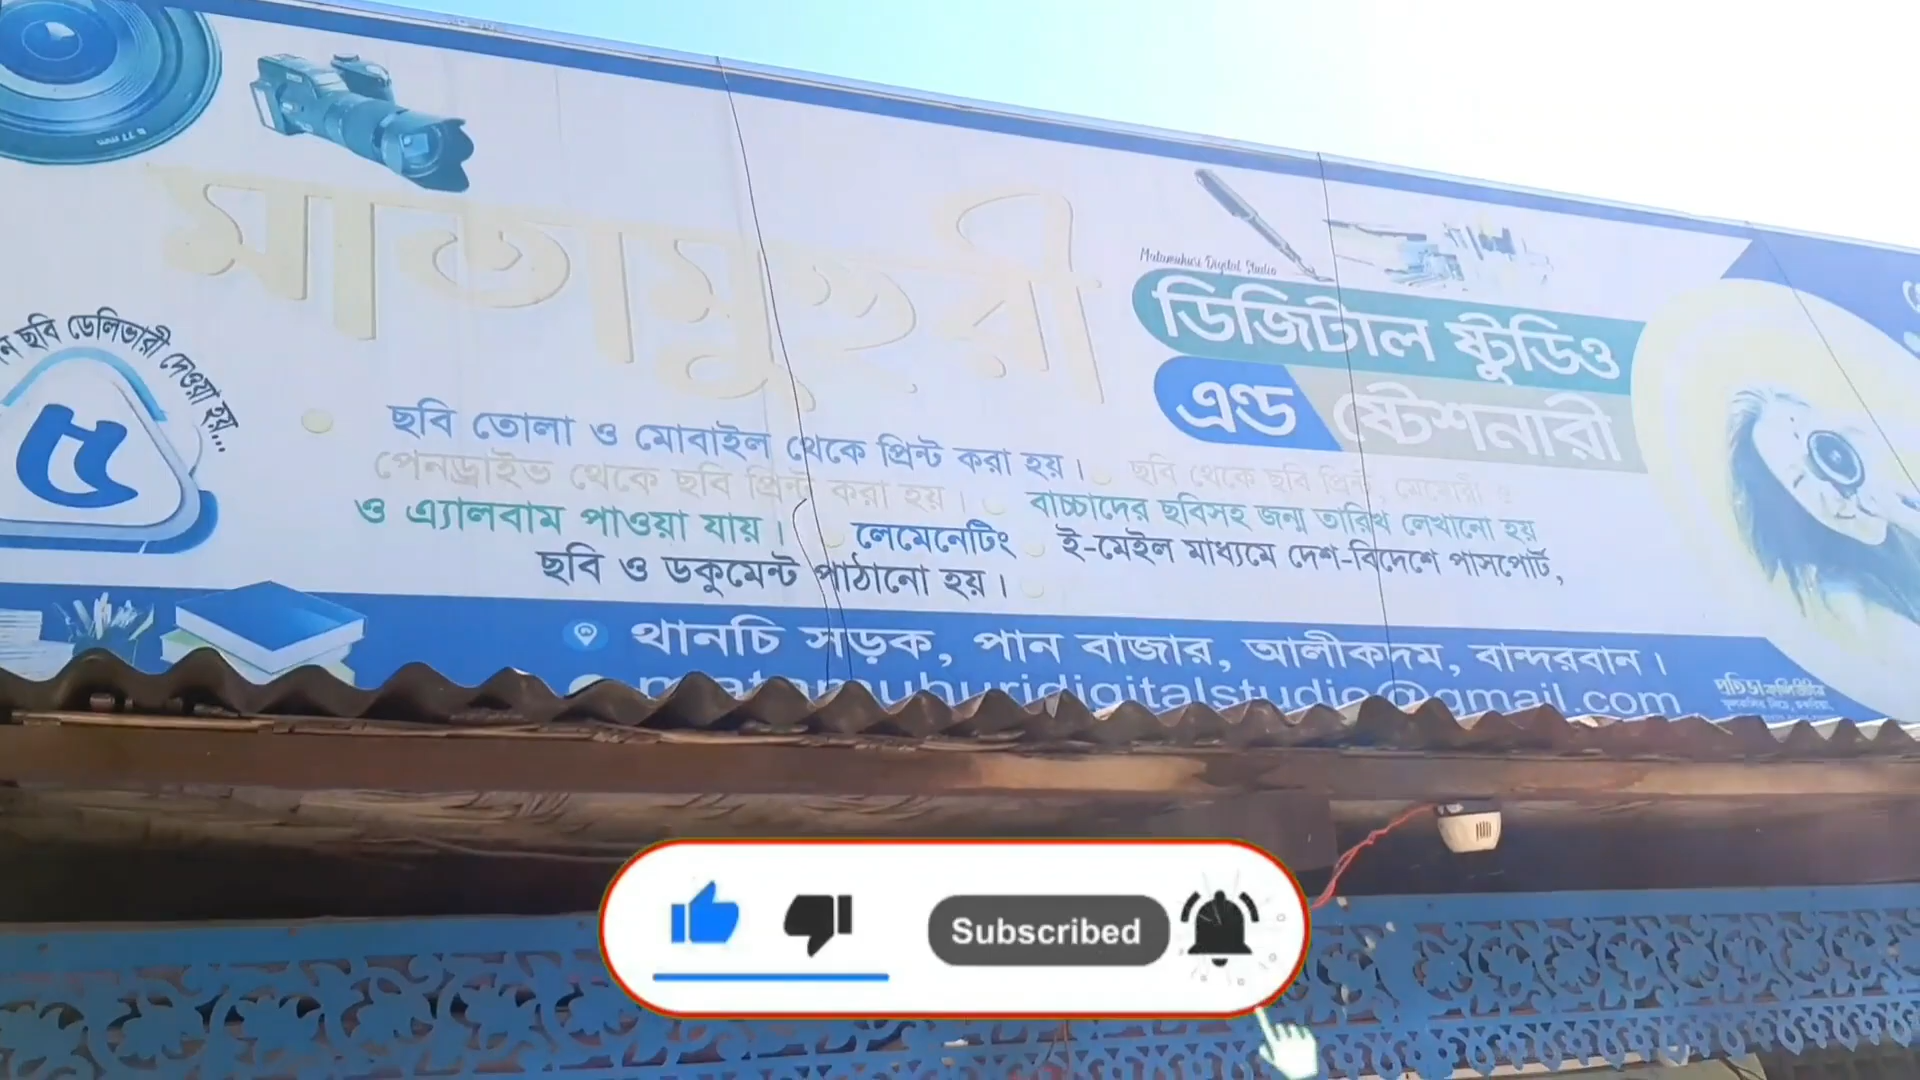 মাতামুহুরী
Matamuhuri Digital Studio
ডিজিটাল ষ্টুডিও
এণ্ড ষ্টেশনারী
ছবি ডেলিভারী দেওয়া হয়...
৫
ছবি তোলা ও মোবাইল থেকে প্রিন্ট করা হয়। ছবি থেকে ছবি প্রিন্ট, মেমোরী ও
পেনড্রাইভ থেকে ছবি প্রিন্ট করা হয়। বাচ্চাদের ছবিসহ জন্ম তারিখ লেখানো হয়
ও এ্যালবাম পাওয়া যায়। লেমেনেটিং ই-মেইল মাধ্যমে দেশ-বিদেশে পাসপোর্ট,
ছবি ও ডকুমেন্ট পাঠানো হয়।
থানচি সড়ক, পান বাজার, আলীকদম, বান্দরবান।
matamuhuridigitalstudio@gmail.com
Subscribed